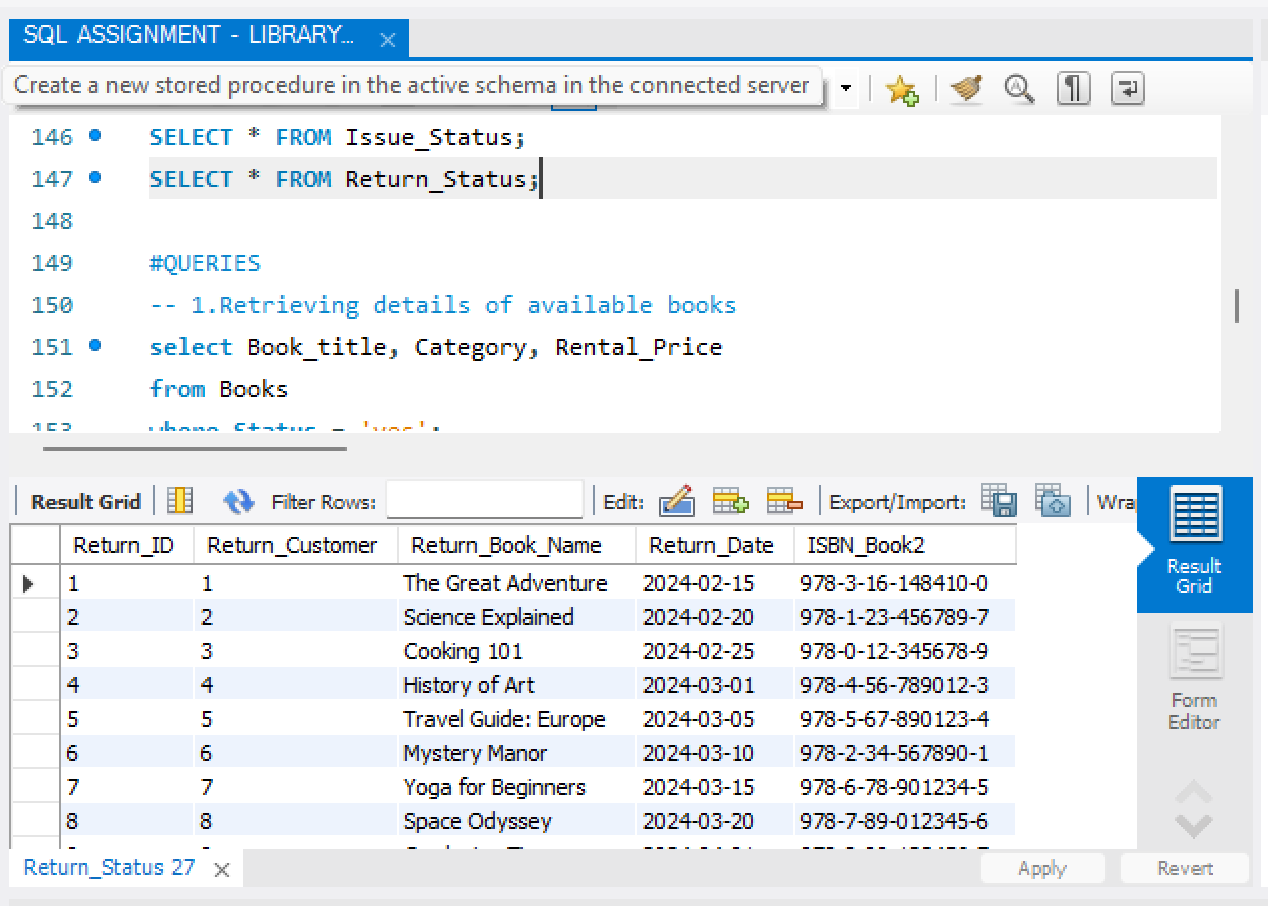 SQL ASSIGNMENT - LIBRARY...
Create a new stored procedure in the active schema in the connected server
146 SELECT * FROM Issue_Status;
147 SELECT * FROM Return_Status;
148
149 #QUERIES
150 -- 1.Retrieving details of available books
151 select Book_title, Category, Rental_Price
152 from Books
153 where Status = 'yes';
Result Grid Filter Rows: Edit: Export/Import: Wrap
Result Grid
Form Editor
Return_ID Return_Customer Return_Book_Name Return_Date ISBN_Book2
1 1 The Great Adventure 2024-02-15 978-3-16-148410-0
2 2 Science Explained 2024-02-20 978-1-23-456789-7
3 3 Cooking 101 2024-02-25 978-0-12-345678-9
4 4 History of Art 2024-03-01 978-4-56-789012-3
5 5 Travel Guide: Europe 2024-03-05 978-5-67-890123-4
6 6 Mystery Manor 2024-03-10 978-2-34-567890-1
7 7 Yoga for Beginners 2024-03-15 978-6-78-901234-5
8 8 Space Odyssey 2024-03-20 978-7-89-012345-6
Return_Status 27
Apply Revert